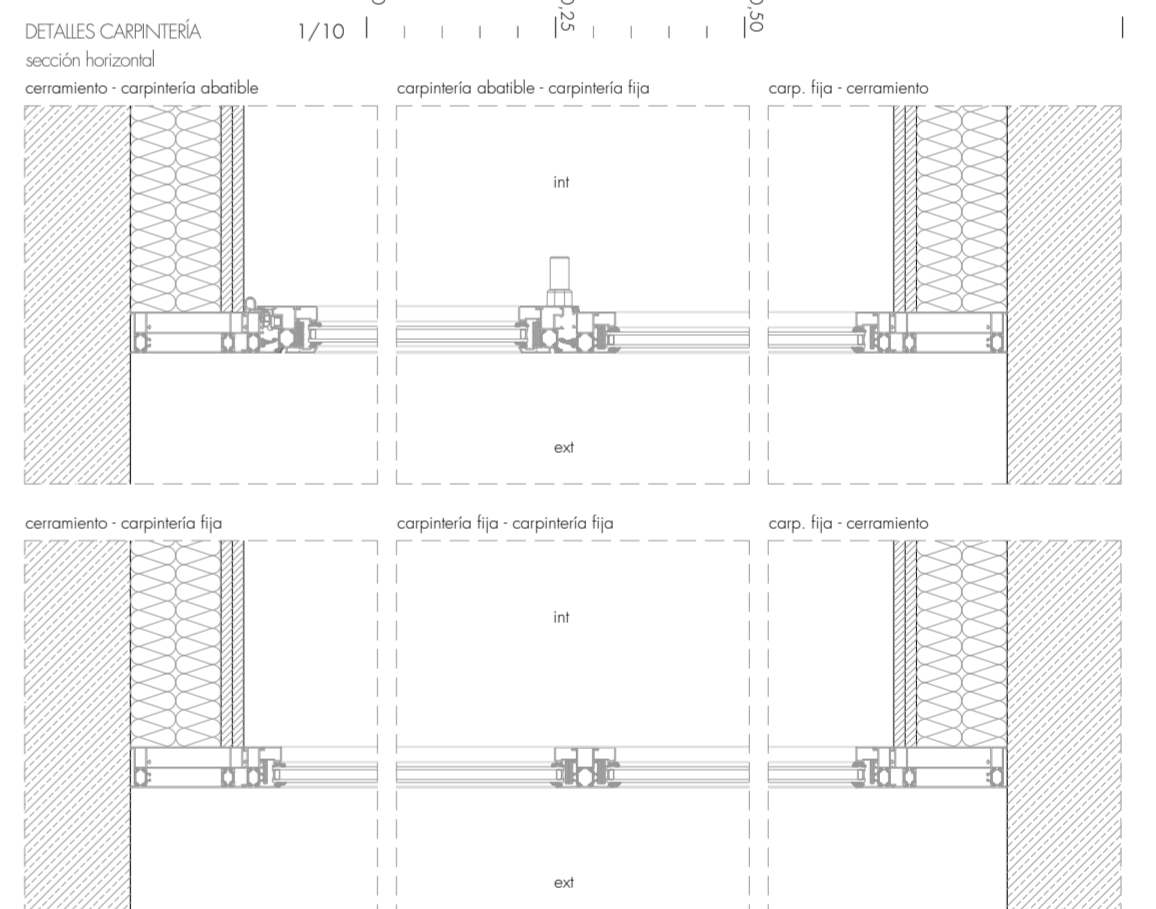 DETALLES CARPINTERÍA 1/10 0 0,25 0,50
sección horizontal
cerramiento - carpintería abatible carpintería abatible - carpintería fija carp. fija - cerramiento
int
ext
cerramiento - carpintería fija carpintería fija - carpintería fija carp. fija - cerramiento
int
ext